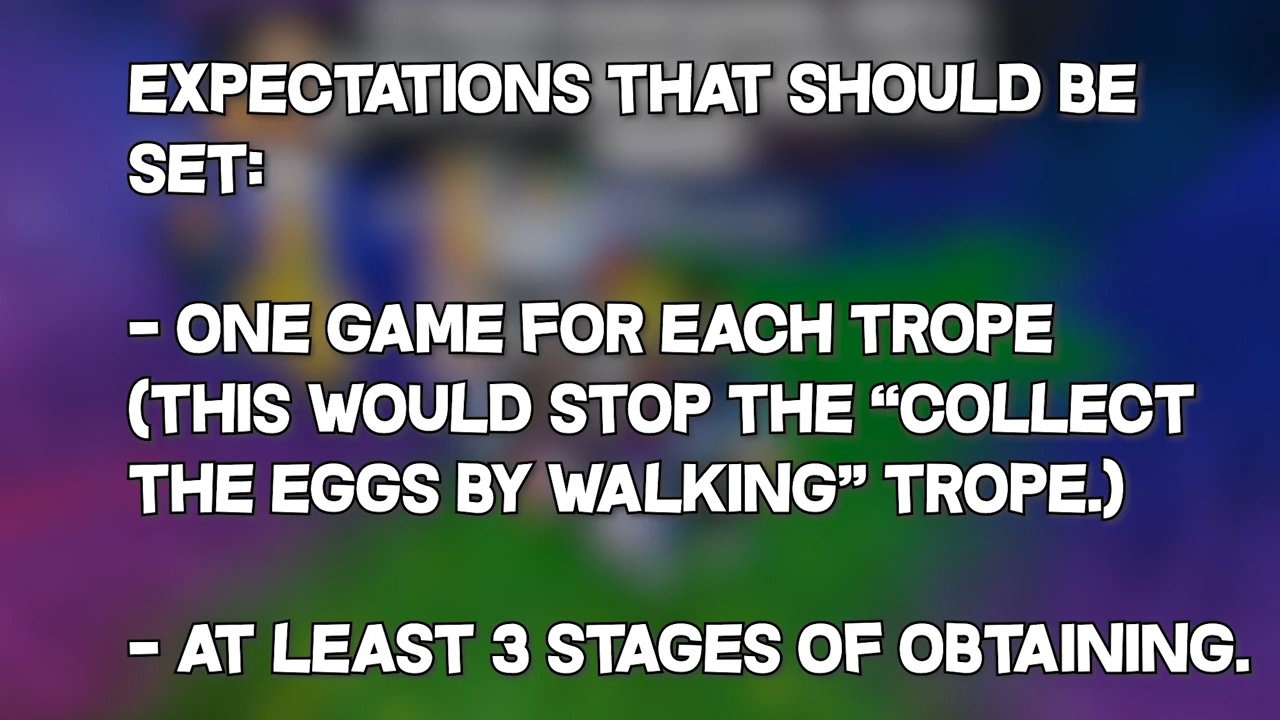 EXPECTATIONS THAT SHOULD BE
SET:
- ONE GAME FOR EACH TROPE
(THIS WOULD STOP THE “COLLECT
THE EGGS BY WALKING” TROPE.)
- AT LEAST 3 STAGES OF OBTAINING.